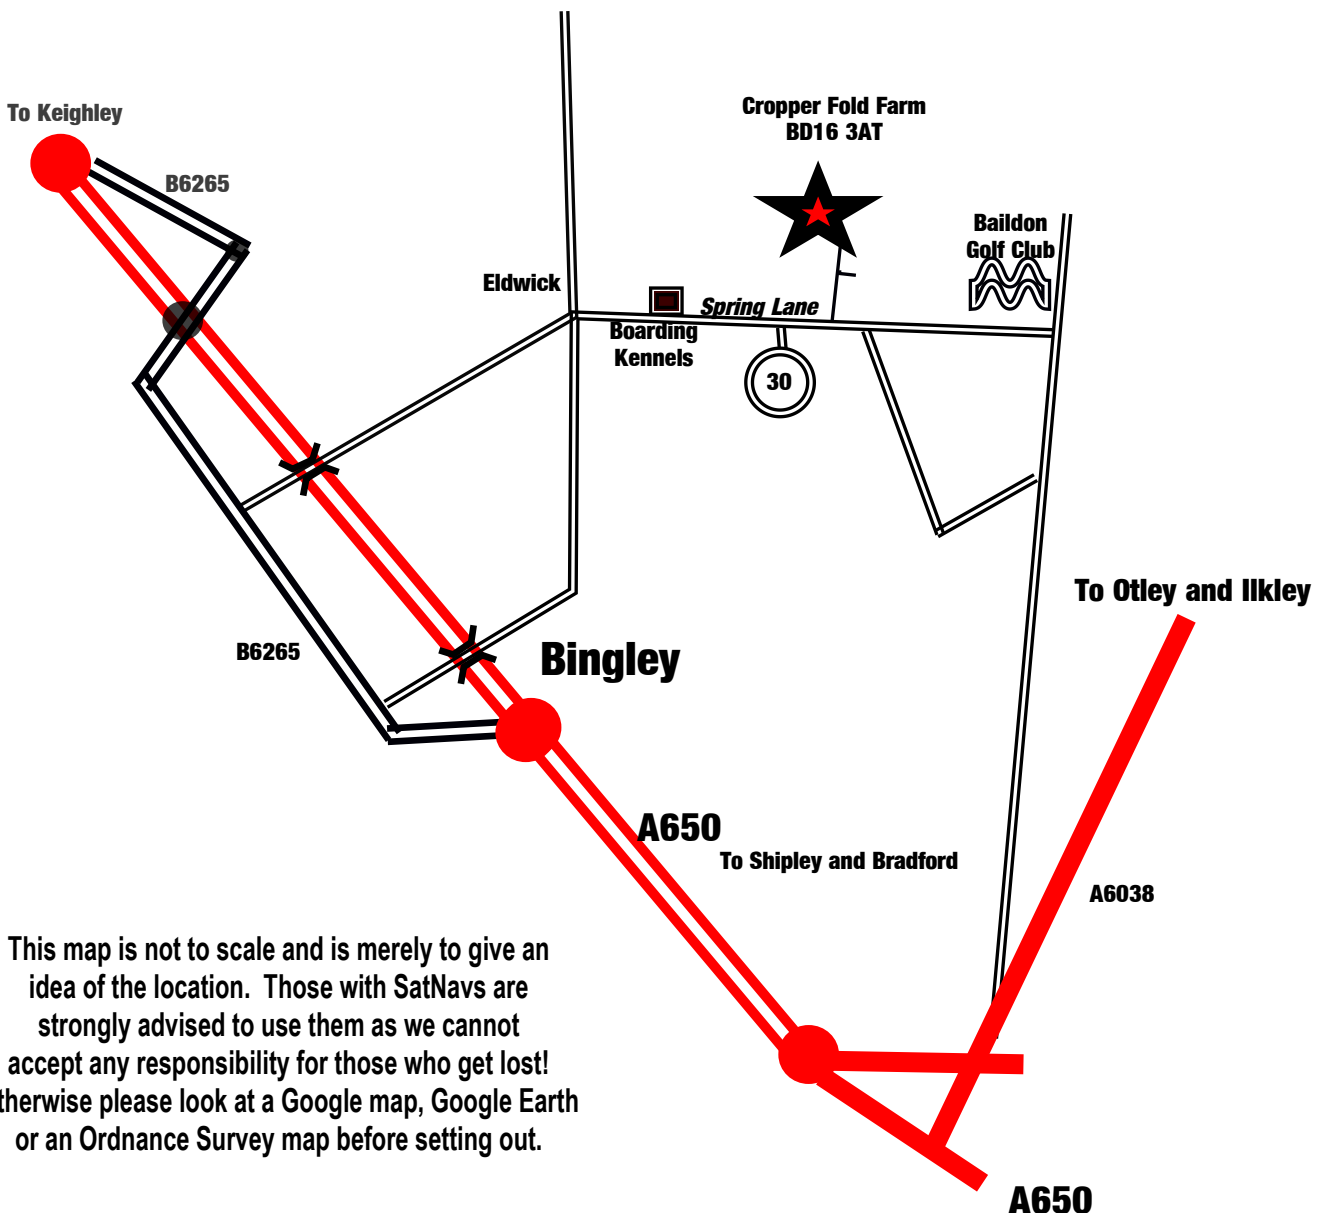 To Keighley
B6265
Cropper Fold Farm
BD16 3AT
Baildon
Golf Club
Eldwick
Spring Lane
Boarding
Kennels
30
To Otley and Ilkley
B6265
Bingley
A650
To Shipley and Bradford
A6038
This map is not to scale and is merely to give an
idea of the location. Those with SatNavs are
strongly advised to use them as we cannot
accept any responsibility for those who get lost!
therwise please look at a Google map, Google Earth
or an Ordnance Survey map before setting out.
A650